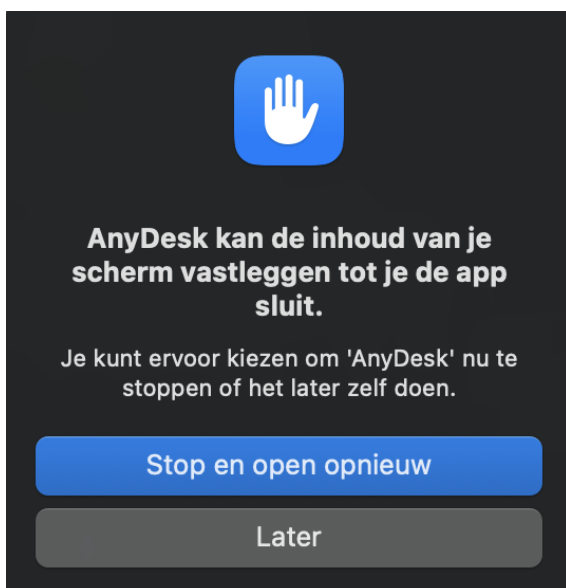 AnyDesk kan de inhoud van je
scherm vastleggen tot je de app
sluit.
Je kunt ervoor kiezen om 'AnyDesk' nu te
stoppen of het later zelf doen.
Stop en open opnieuw
Later